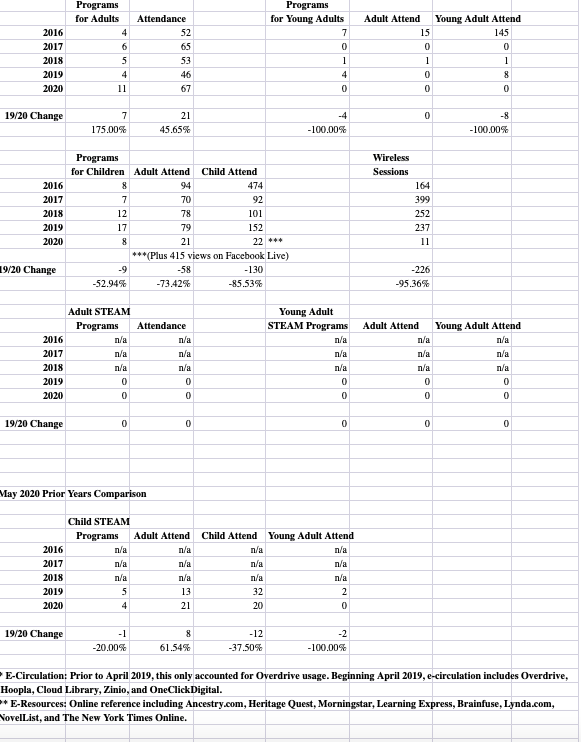 Programs Programs
for Adults Attendance for Young Adults Adult Attend Young Adult Attend
2016 4 52 7 15 145
2017 6 65 0 0 0
2018 5 53 1 1 1
2019 4 46 4 0 8
2020 11 67 0 0 0
19/20 Change 7 21 -4 0 -8
175.00% 45.65% -100.00% -100.00%
Programs Wireless
for Children Adult Attend Child Attend Sessions
2016 8 94 474 164
2017 7 70 92 399
2018 12 78 101 252
2019 17 79 152 237
2020 8 21 22 *** 11
***(Plus 415 views on Facebook Live)
19/20 Change -9 -58 -130 -226
-52.94% -73.42% -85.53% -95.36%
Adult STEAM Young Adult
Programs Attendance STEAM Programs Adult Attend Young Adult Attend
2016 n/a n/a n/a n/a n/a
2017 n/a n/a n/a n/a n/a
2018 n/a n/a n/a n/a n/a
2019 0 0 0 0 0
2020 0 0 0 0 0
19/20 Change 0 0 0 0 0
May 2020 Prior Years Comparison
Child STEAM
Programs Adult Attend Child Attend Young Adult Attend
2016 n/a n/a n/a n/a
2017 n/a n/a n/a n/a
2018 n/a n/a n/a n/a
2019 5 13 32 2
2020 4 21 20 0
19/20 Change -1 8 -12 -2
-20.00% 61.54% -37.50% -100.00%
* E-Circulation: Prior to April 2019, this only accounted for Overdrive usage. Beginning April 2019, e-circulation includes Overdrive,
Hoopla, Cloud Library, Zinio, and OneClickDigital.
** E-Resources: Online reference including Ancestry.com, Heritage Quest, Morningstar, Learning Express, Brainfuse, Lynda.com,
NovelList, and The New York Times Online.